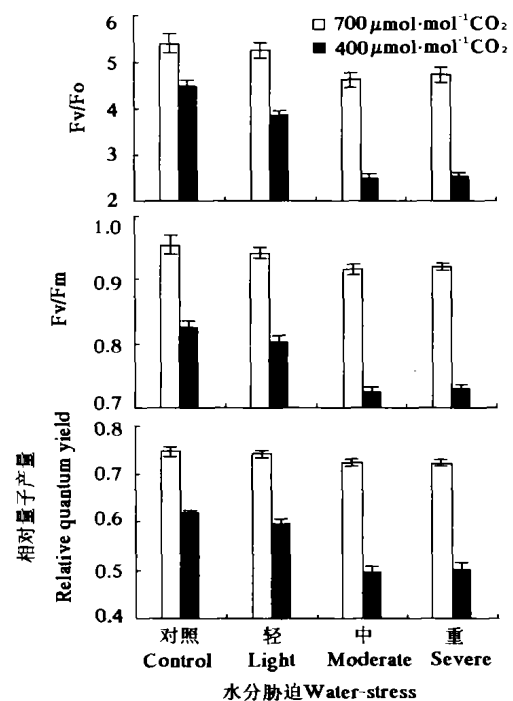 700 μmol·mol⁻¹CO₂
400 μmol·mol⁻¹CO₂
Fv/Fo
6
5
4
3
2
Fv/Fm
1.0
0.9
0.8
0.7
相对量子产量
Relative quantum yield
0.8
0.7
0.6
0.5
0.4
对照 轻 中 重
Control Light Moderate Severe
水分胁迫Water-stress